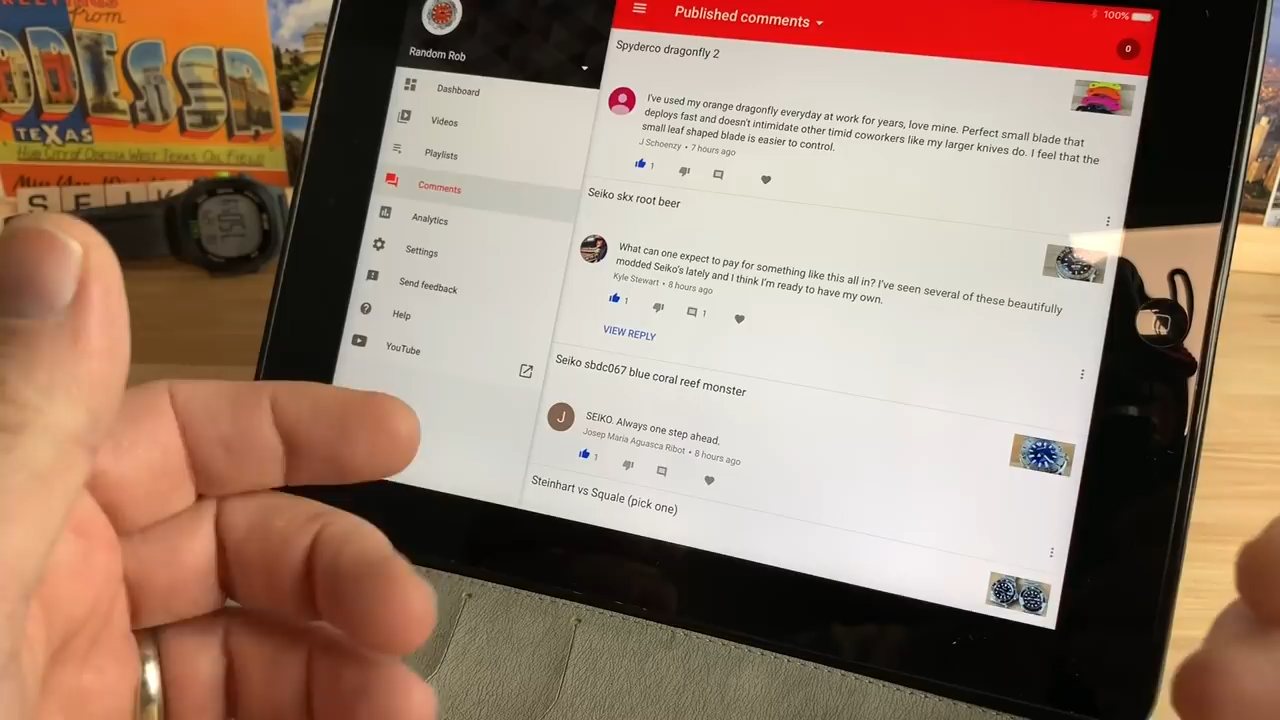 GREETINGS
from
ODESSA
TEXAS
SEIK
Random Rob
Dashboard
Videos
Playlists
Comments
Analytics
Settings
Send feedback
Help
YouTube
Published comments
100%
0
Spyderco dragonfly 2
I've used my orange dragonfly everyday at work for years, love mine. Perfect small blade that
deploys fast and doesn't intimidate other timid coworkers like my larger knives do. I feel that the
small leaf shaped blade is easier to control.
J Schoenzy • 7 hours ago
1
Seiko skx root beer
What can one expect to pay for something like this all in? I've seen several of these beautifully
modded Seiko's lately and I think I'm ready to have my own.
Kyle Stewart • 8 hours ago
1 1
VIEW REPLY
Seiko sbdc067 blue coral reef monster
J
SEIKO. Always one step ahead.
Josep Maria Aguasca Ribot • 8 hours ago
1
Steinhart vs Squale (pick one)